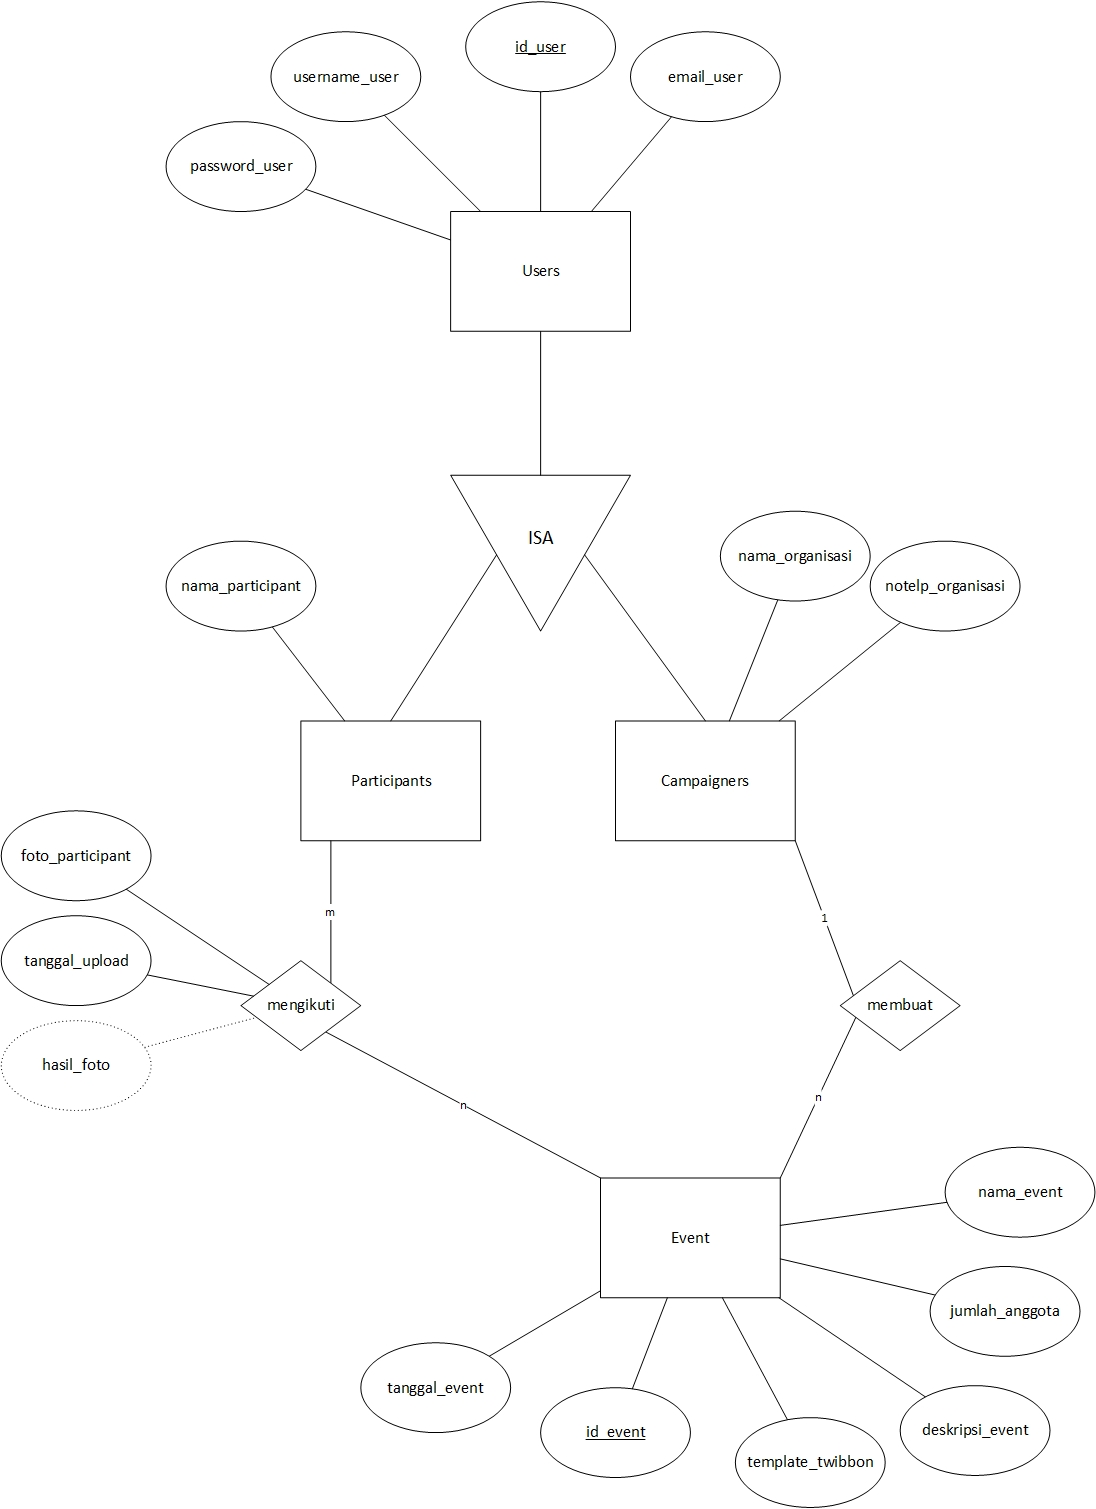 id_user
username_user
email_user
password_user
Users
ISA
nama_organisasi
nama_participant
notelp_organisasi
Participants
Campaigners
foto_participant
m
1
tanggal_upload
mengikuti
membuat
hasil_foto
n
n
nama_event
Event
jumlah_anggota
tanggal_event
id_event
deskripsi_event
template_twibbon